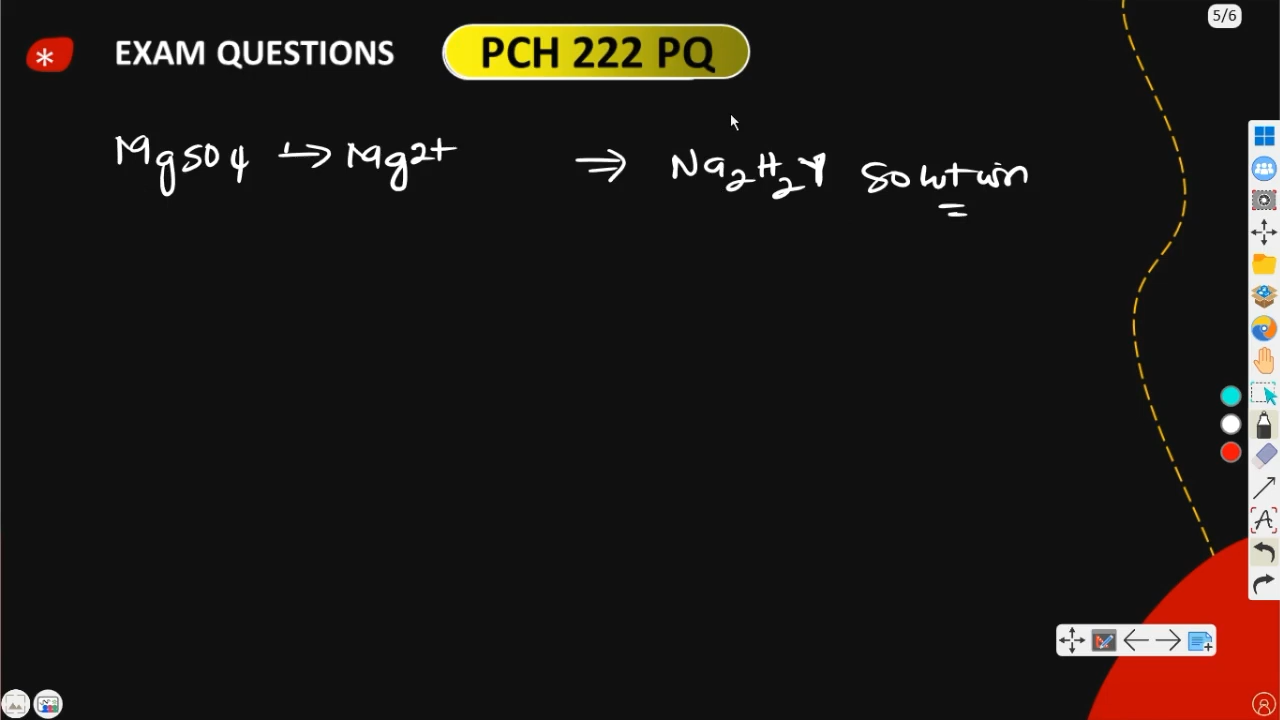 5/6
* EXAM QUESTIONS PCH 222 PQ
MgSO4 → Mg2+ ⇒ Na2H2Y Solution